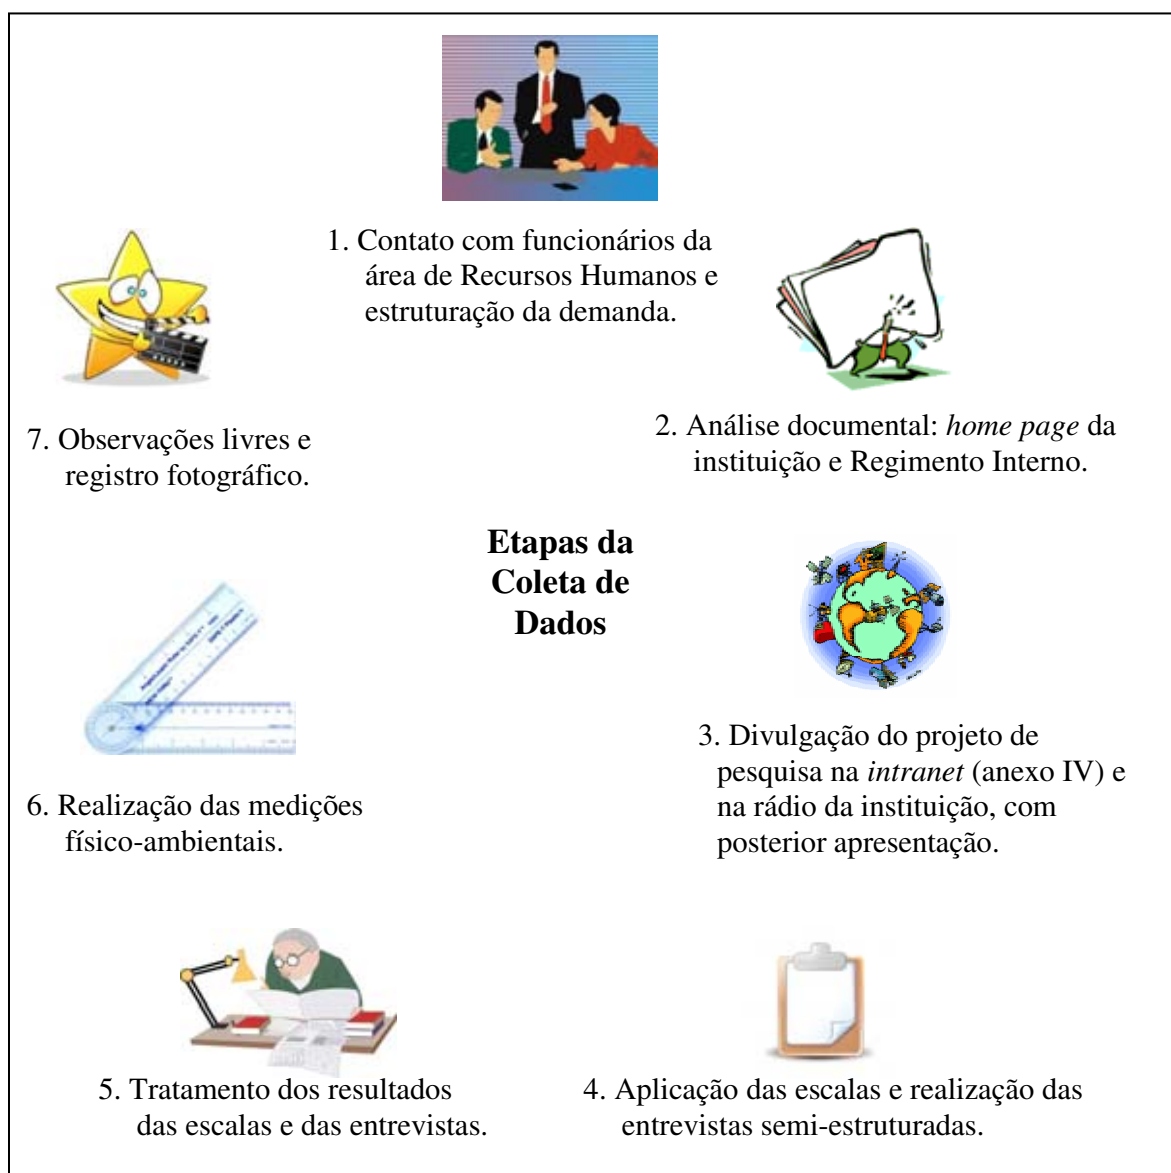 1. Contato com funcionários da
área de Recursos Humanos e
estruturação da demanda.
2. Análise documental: home page da
instituição e Regimento Interno.
3. Divulgação do projeto de
pesquisa na intranet (anexo IV) e
na rádio da instituição, com
posterior apresentação.
4. Aplicação das escalas e realização das
entrevistas semi-estruturadas.
5. Tratamento dos resultados
das escalas e das entrevistas.
6. Realização das medições
físico-ambientais.
7. Observações livres e
registro fotográfico.
Etapas da
Coleta de
Dados